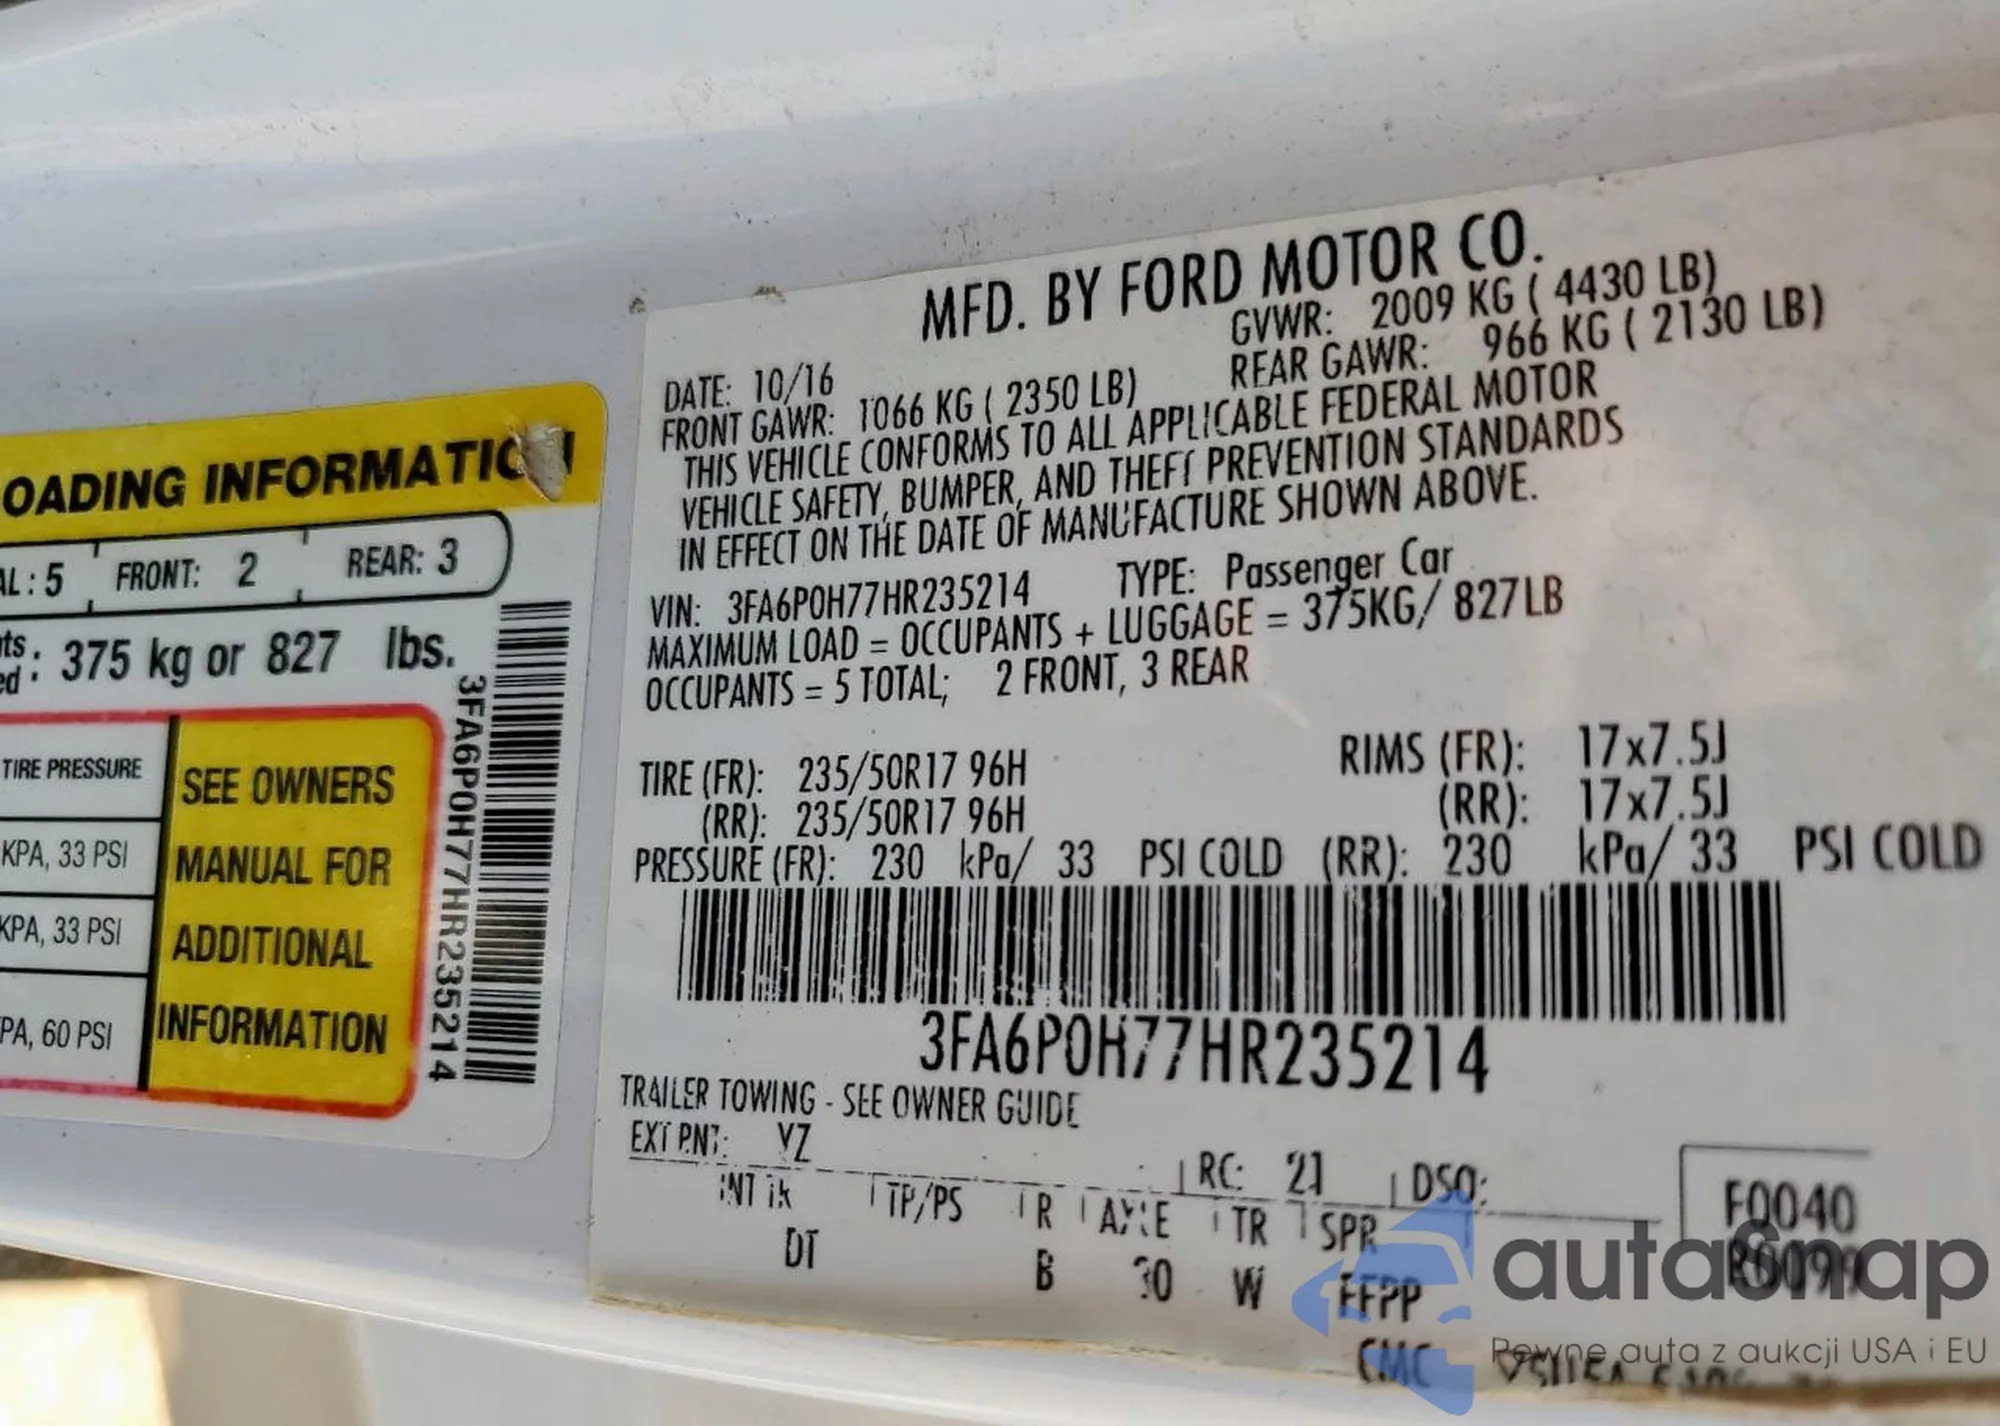 OADING INFORMATION
AL: 5 FRONT: 2 REAR: 3
: 375 kg or 827 lbs.
TIRE PRESSURE
KPA, 33 PSI
KPA, 33 PSI
PA, 60 PSI
SEE OWNERS
MANUAL FOR
ADDITIONAL
INFORMATION
3FA6P0H77HR235214
MFD. BY FORD MOTOR CO.
DATE: 10/16 GVWR: 2009 KG ( 4430 LB)
FRONT GAWR: 1066 KG ( 2350 LB) REAR GAWR: 966 KG ( 2130 LB)
THIS VEHICLE CONFORMS TO ALL APPLICABLE FEDERAL MOTOR
VEHICLE SAFETY, BUMPER, AND THEFT PREVENTION STANDARDS
IN EFFECT ON THE DATE OF MANUFACTURE SHOWN ABOVE.
VIN: 3FA6P0H77HR235214 TYPE: Passenger Car
MAXIMUM LOAD = OCCUPANTS + LUGGAGE = 375KG/ 827LB
OCCUPANTS = 5 TOTAL; 2 FRONT, 3 REAR
TIRE (FR): 235/50R17 96H RIMS (FR): 17x7.5J
(RR): 235/50R17 96H (RR): 17x7.5J
PRESSURE (FR): 230 kPa/ 33 PSI COLD (RR): 230 kPa/ 33 PSI COLD
3FA6P0H77HR235214
TRAILER TOWING - SEE OWNER GUIDE
EXT PNT: YZ RC: 21 DSO:
INT TR TP/PS R AXLE TR SPR
DT B 30 W FFPP
F0040
R0099
autaSnap
Pewne auta z aukcji USA i EU